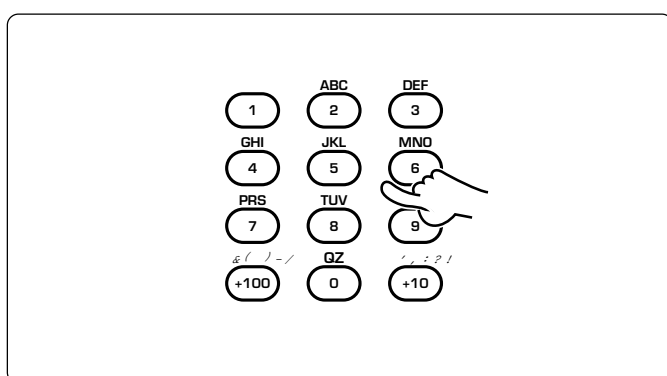 ABC DEF
1 2 3
GHI JKL MNO
4 5 6
PRS TUV
7 8 9
&( )-/ QZ ',:?!
+100 0 +10